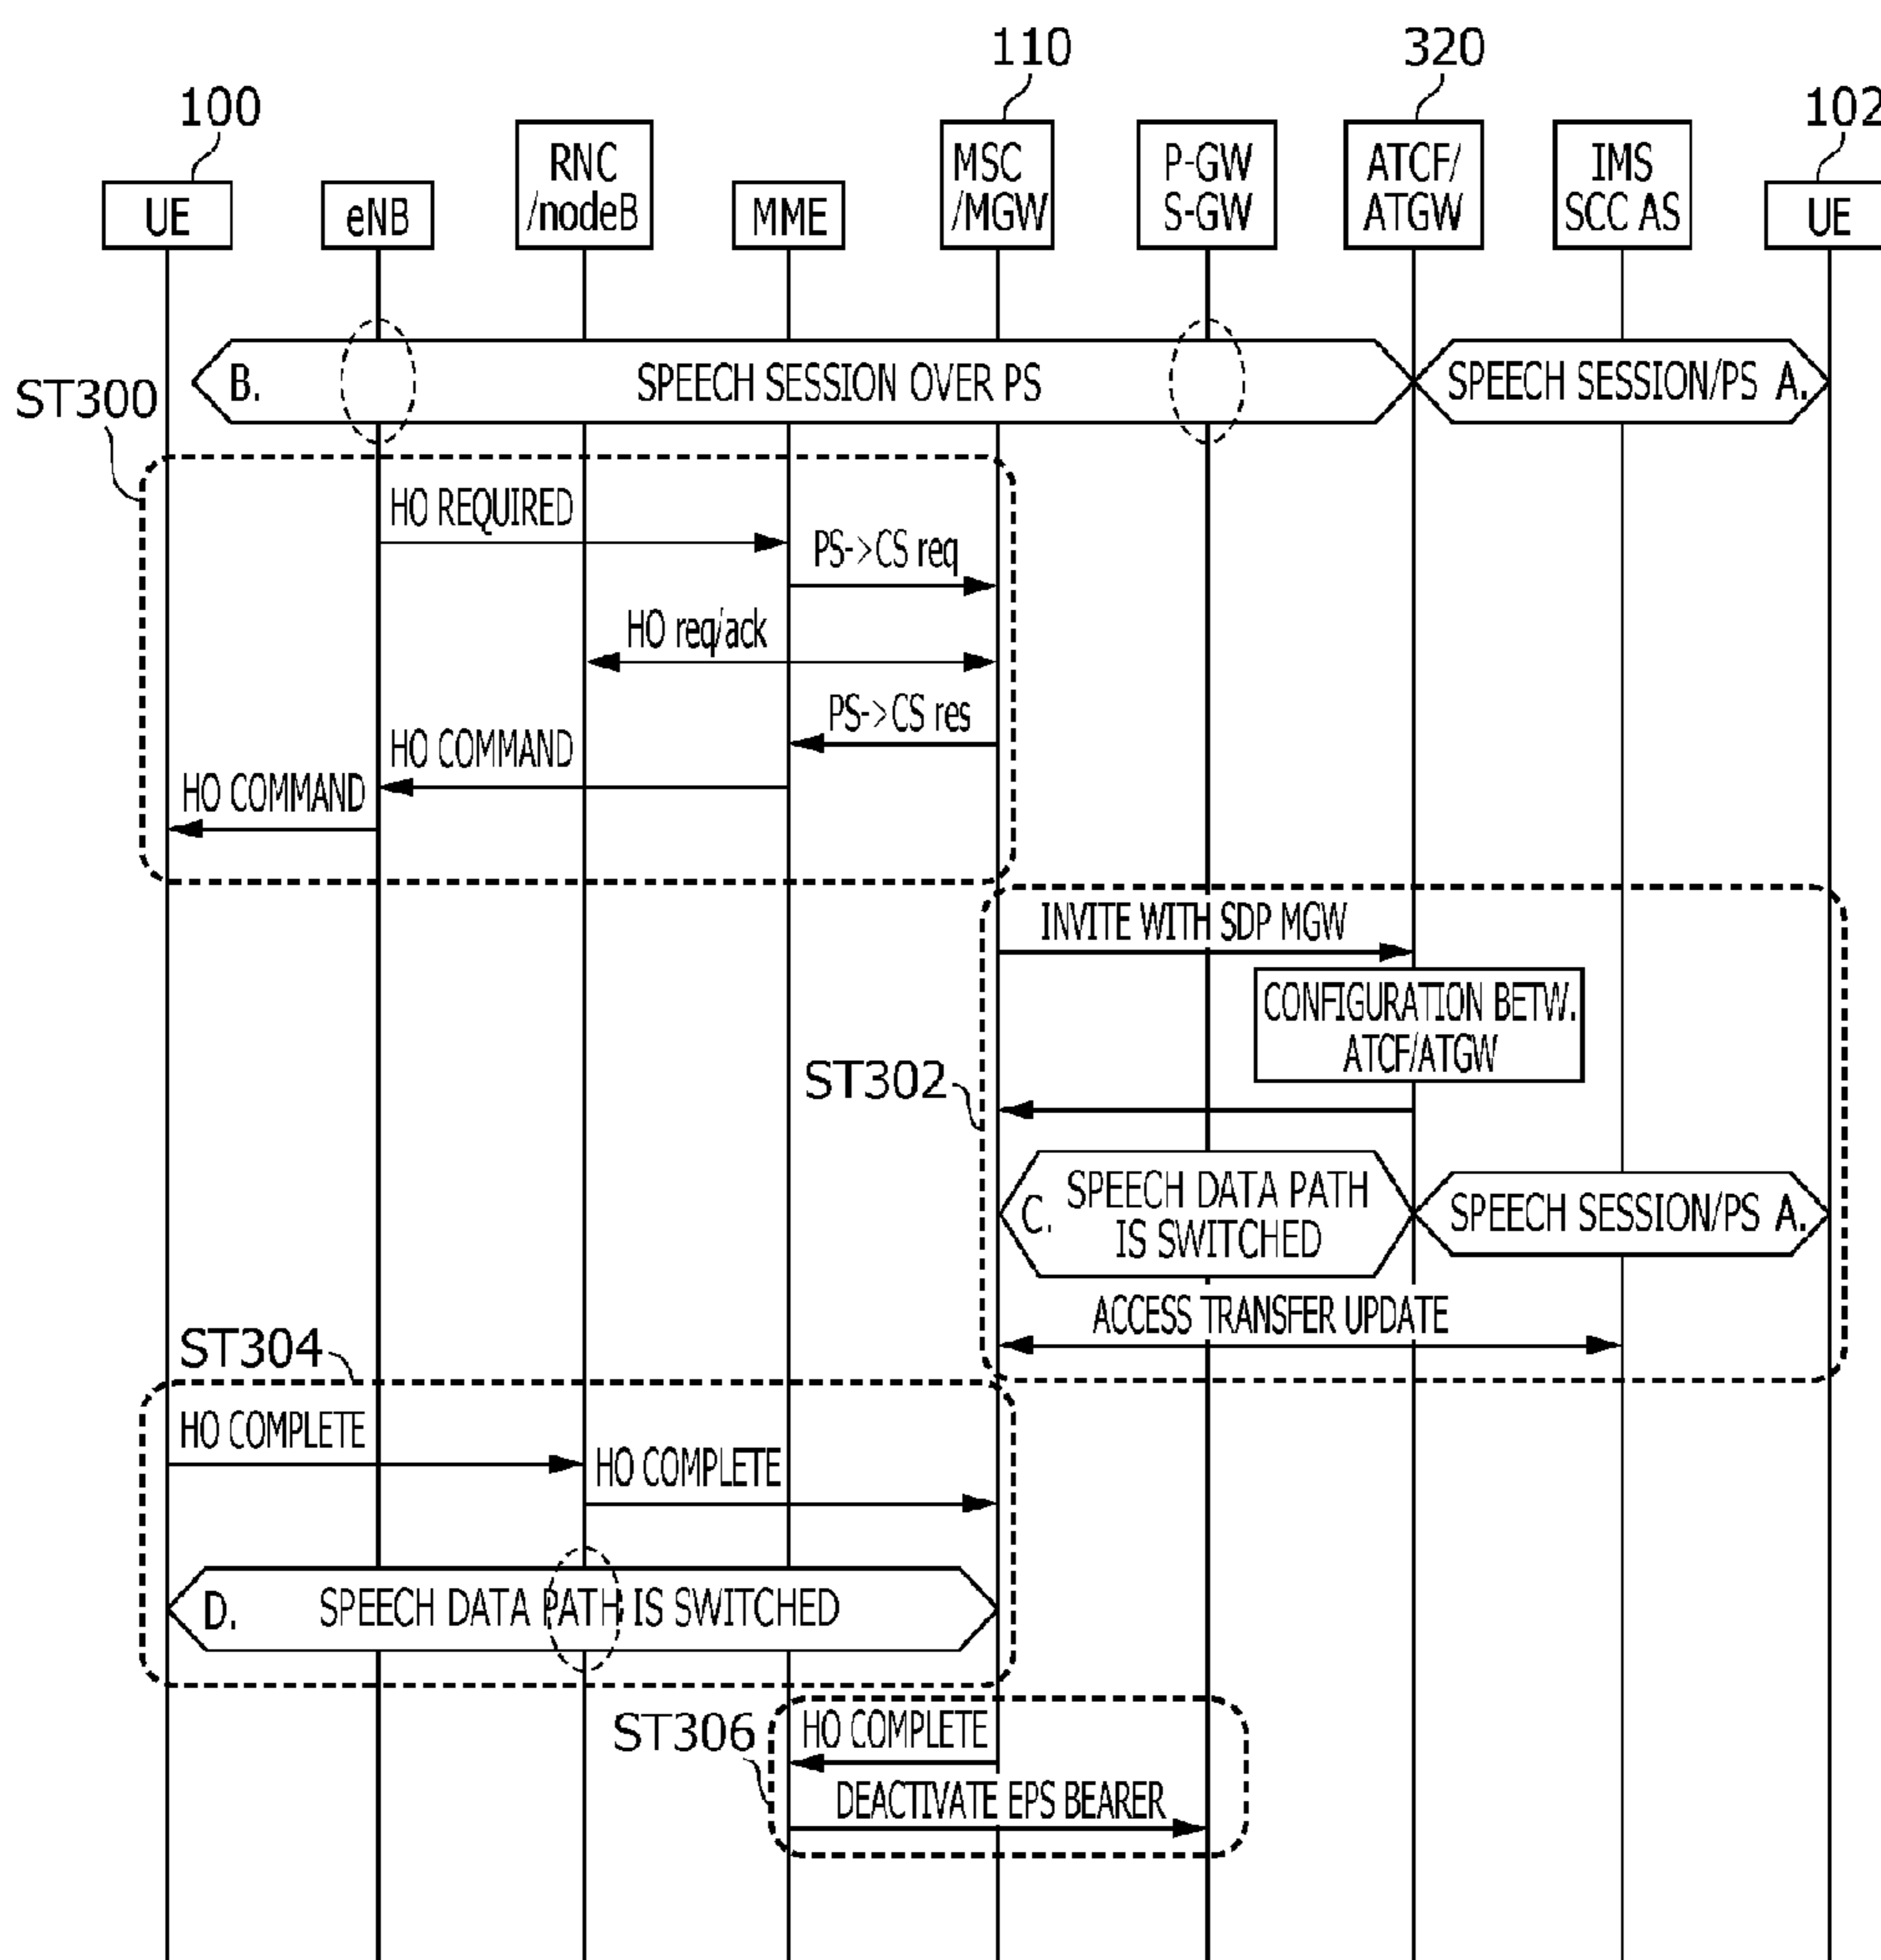 110
320
100
102
RNC
/nodeB
MSC
/MGW
P-GW
S-GW
ATCF/
ATGW
IMS
SCC AS
UE
eNB
MME
UE
B.
SPEECH SESSION OVER PS
SPEECH SESSION/PS A.
ST300
HO REQUIRED
PS->CS req
HO req/ack
PS->CS res
HO COMMAND
HO COMMAND
INVITE WITH SDP MGW
CONFIGURATION BETW.
ATCF/ATGW
ST302
C.
SPEECH DATA PATH
IS SWITCHED
SPEECH SESSION/PS A.
ACCESS TRANSFER UPDATE
ST304
HO COMPLETE
HO COMPLETE
D.
SPEECH DATA PATH IS SWITCHED
ST306
HO COMPLETE
DEACTIVATE EPS BEARER